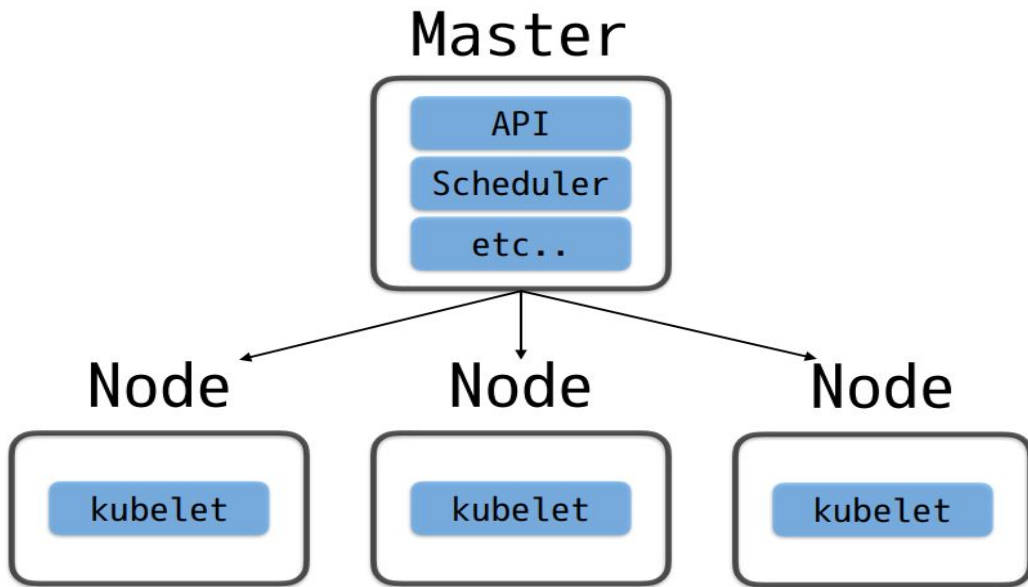 Master
API
Scheduler
etc..
Node
Node
Node
kubelet
kubelet
kubelet